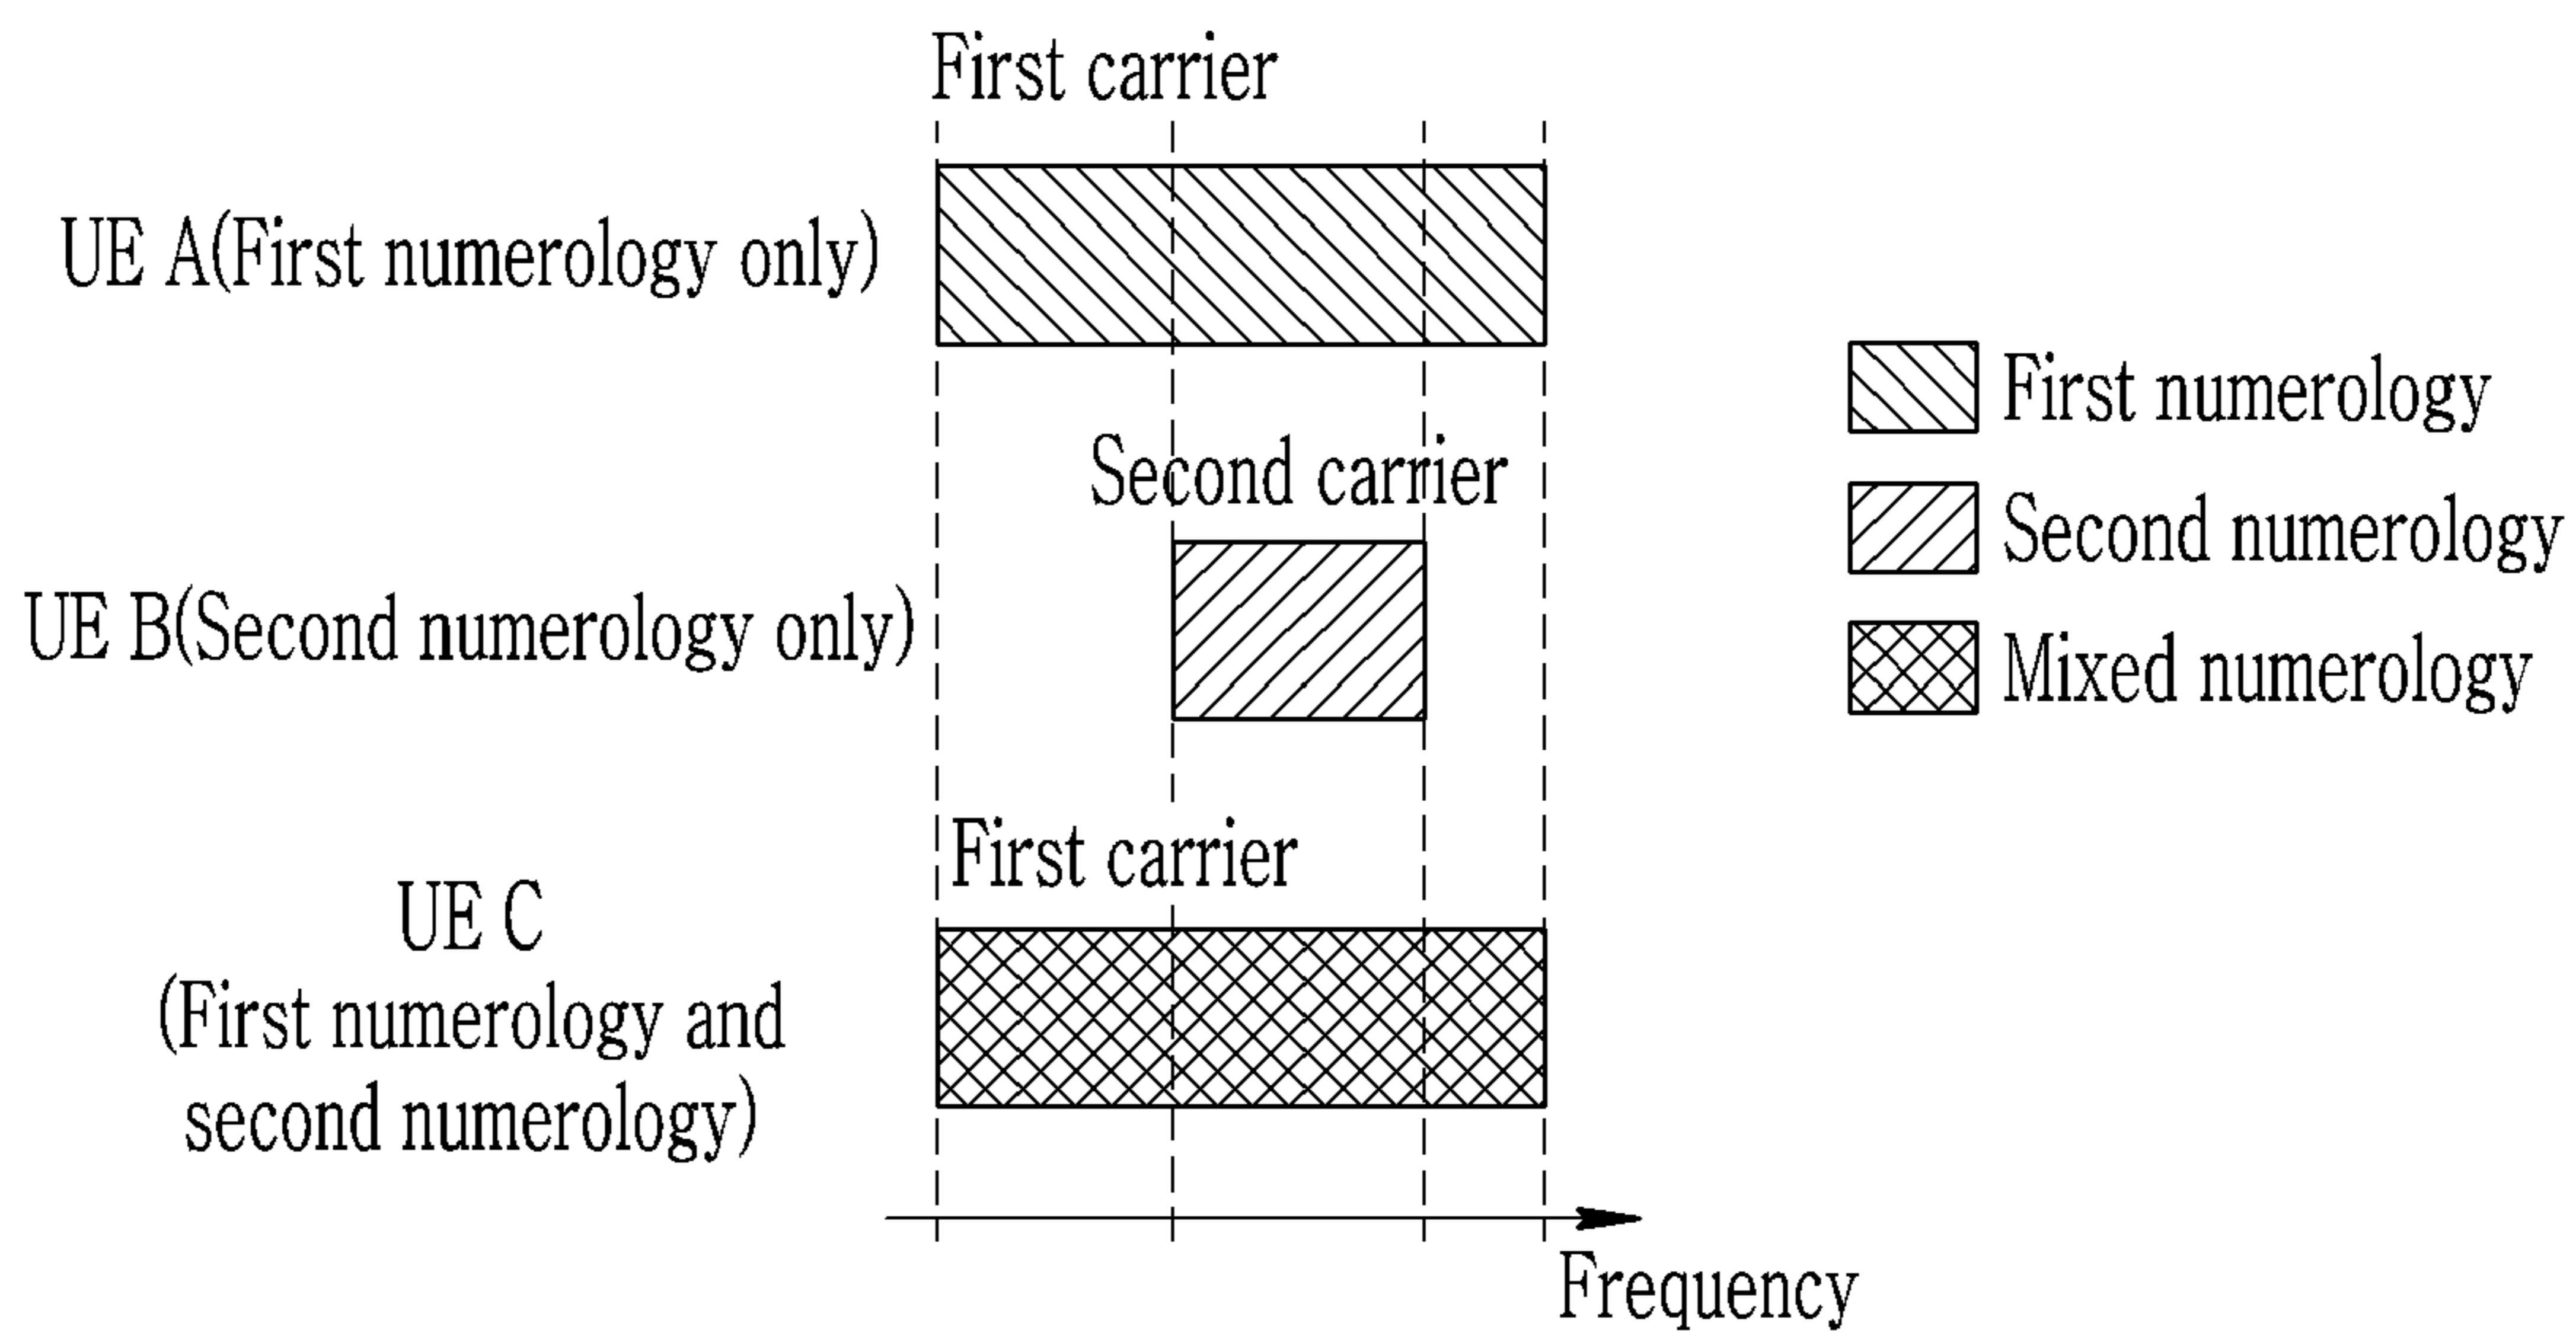 First carrier
UE A(First numerology only)
First numerology
Second carrier
Second numerology
UE B(Second numerology only)
Mixed numerology
First carrier
UE C
(First numerology and
second numerology)
Frequency